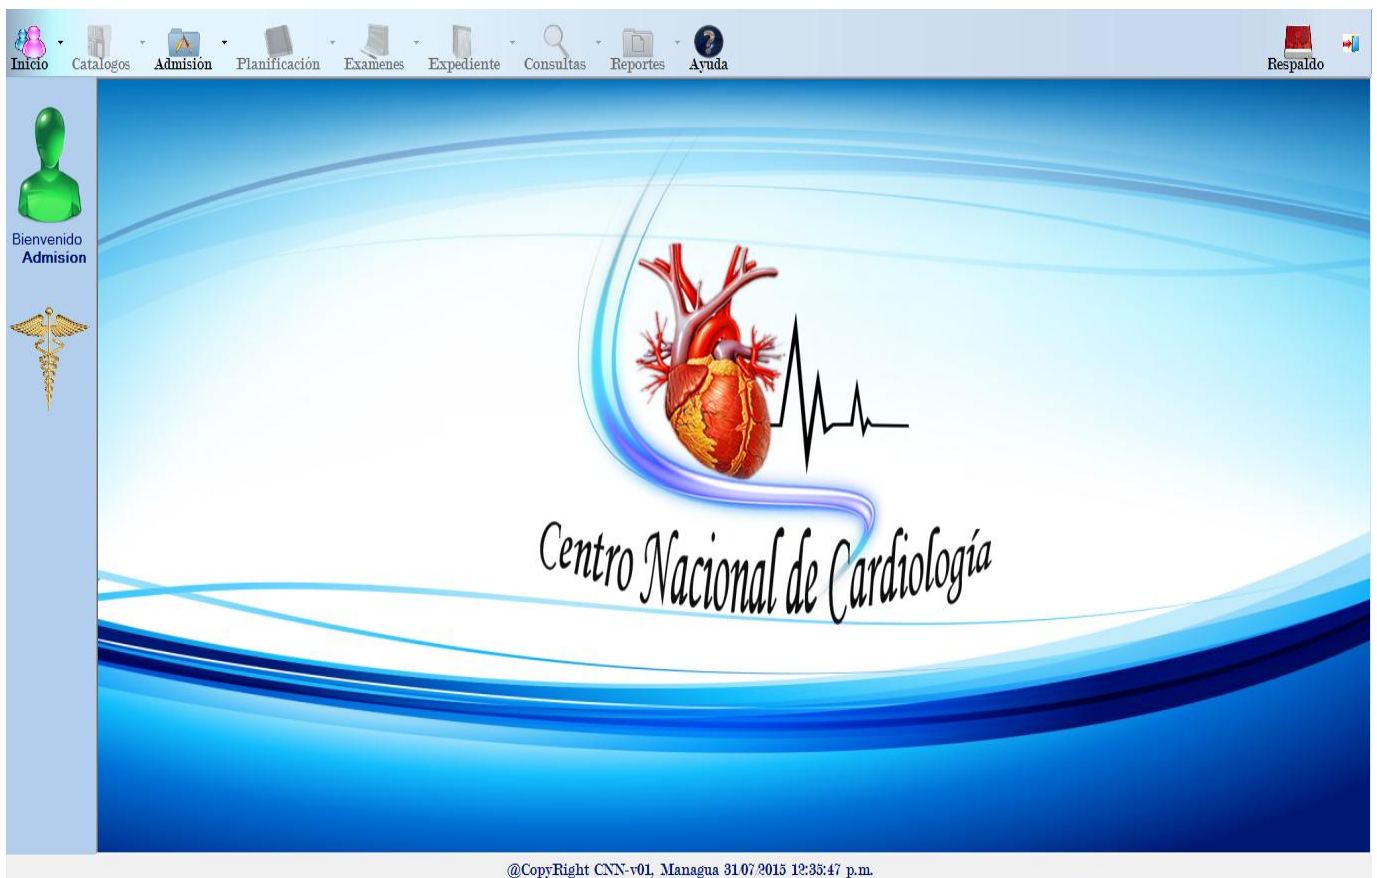 Inicio Catalogos Admisión Planificación Examenes Expediente Consultas Reportes Ayuda Respaldo
Bienvenido
Admision
Centro Nacional de Cardiología
@CopyRight CNN-v01, Managua 31/07/2015 12:35:47 p.m.